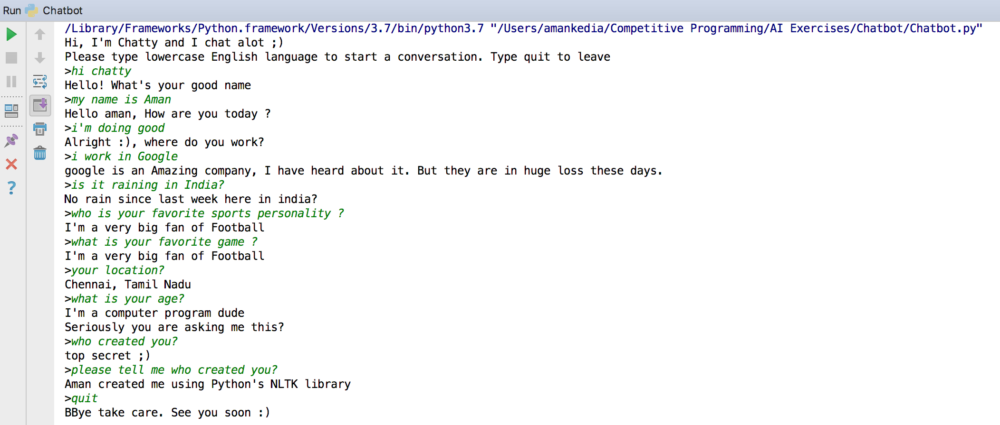 Run Chatbot
/Library/Frameworks/Python.framework/Versions/3.7/bin/python3.7 "/Users/amankedia/Competitive Programming/AI Exercises/Chatbot/Chatbot.py"
Hi, I'm Chatty and I chat alot ;)
Please type lowercase English language to start a conversation. Type quit to leave
>hi chatty
Hello! What's your good name
>my name is Aman
Hello aman, How are you today ?
>i'm doing good
Alright :), where do you work?
>i work in Google
google is an Amazing company, I have heard about it. But they are in huge loss these days.
>is it raining in India?
No rain since last week here in india?
>who is your favorite sports personality ?
I'm a very big fan of Football
>what is your favorite game ?
I'm a very big fan of Football
>your location?
Chennai, Tamil Nadu
>what is your age?
I'm a computer program dude
Seriously you are asking me this?
>who created you?
top secret ;)
>please tell me who created you?
Aman created me using Python's NLTK library
>quit
BBye take care. See you soon :)